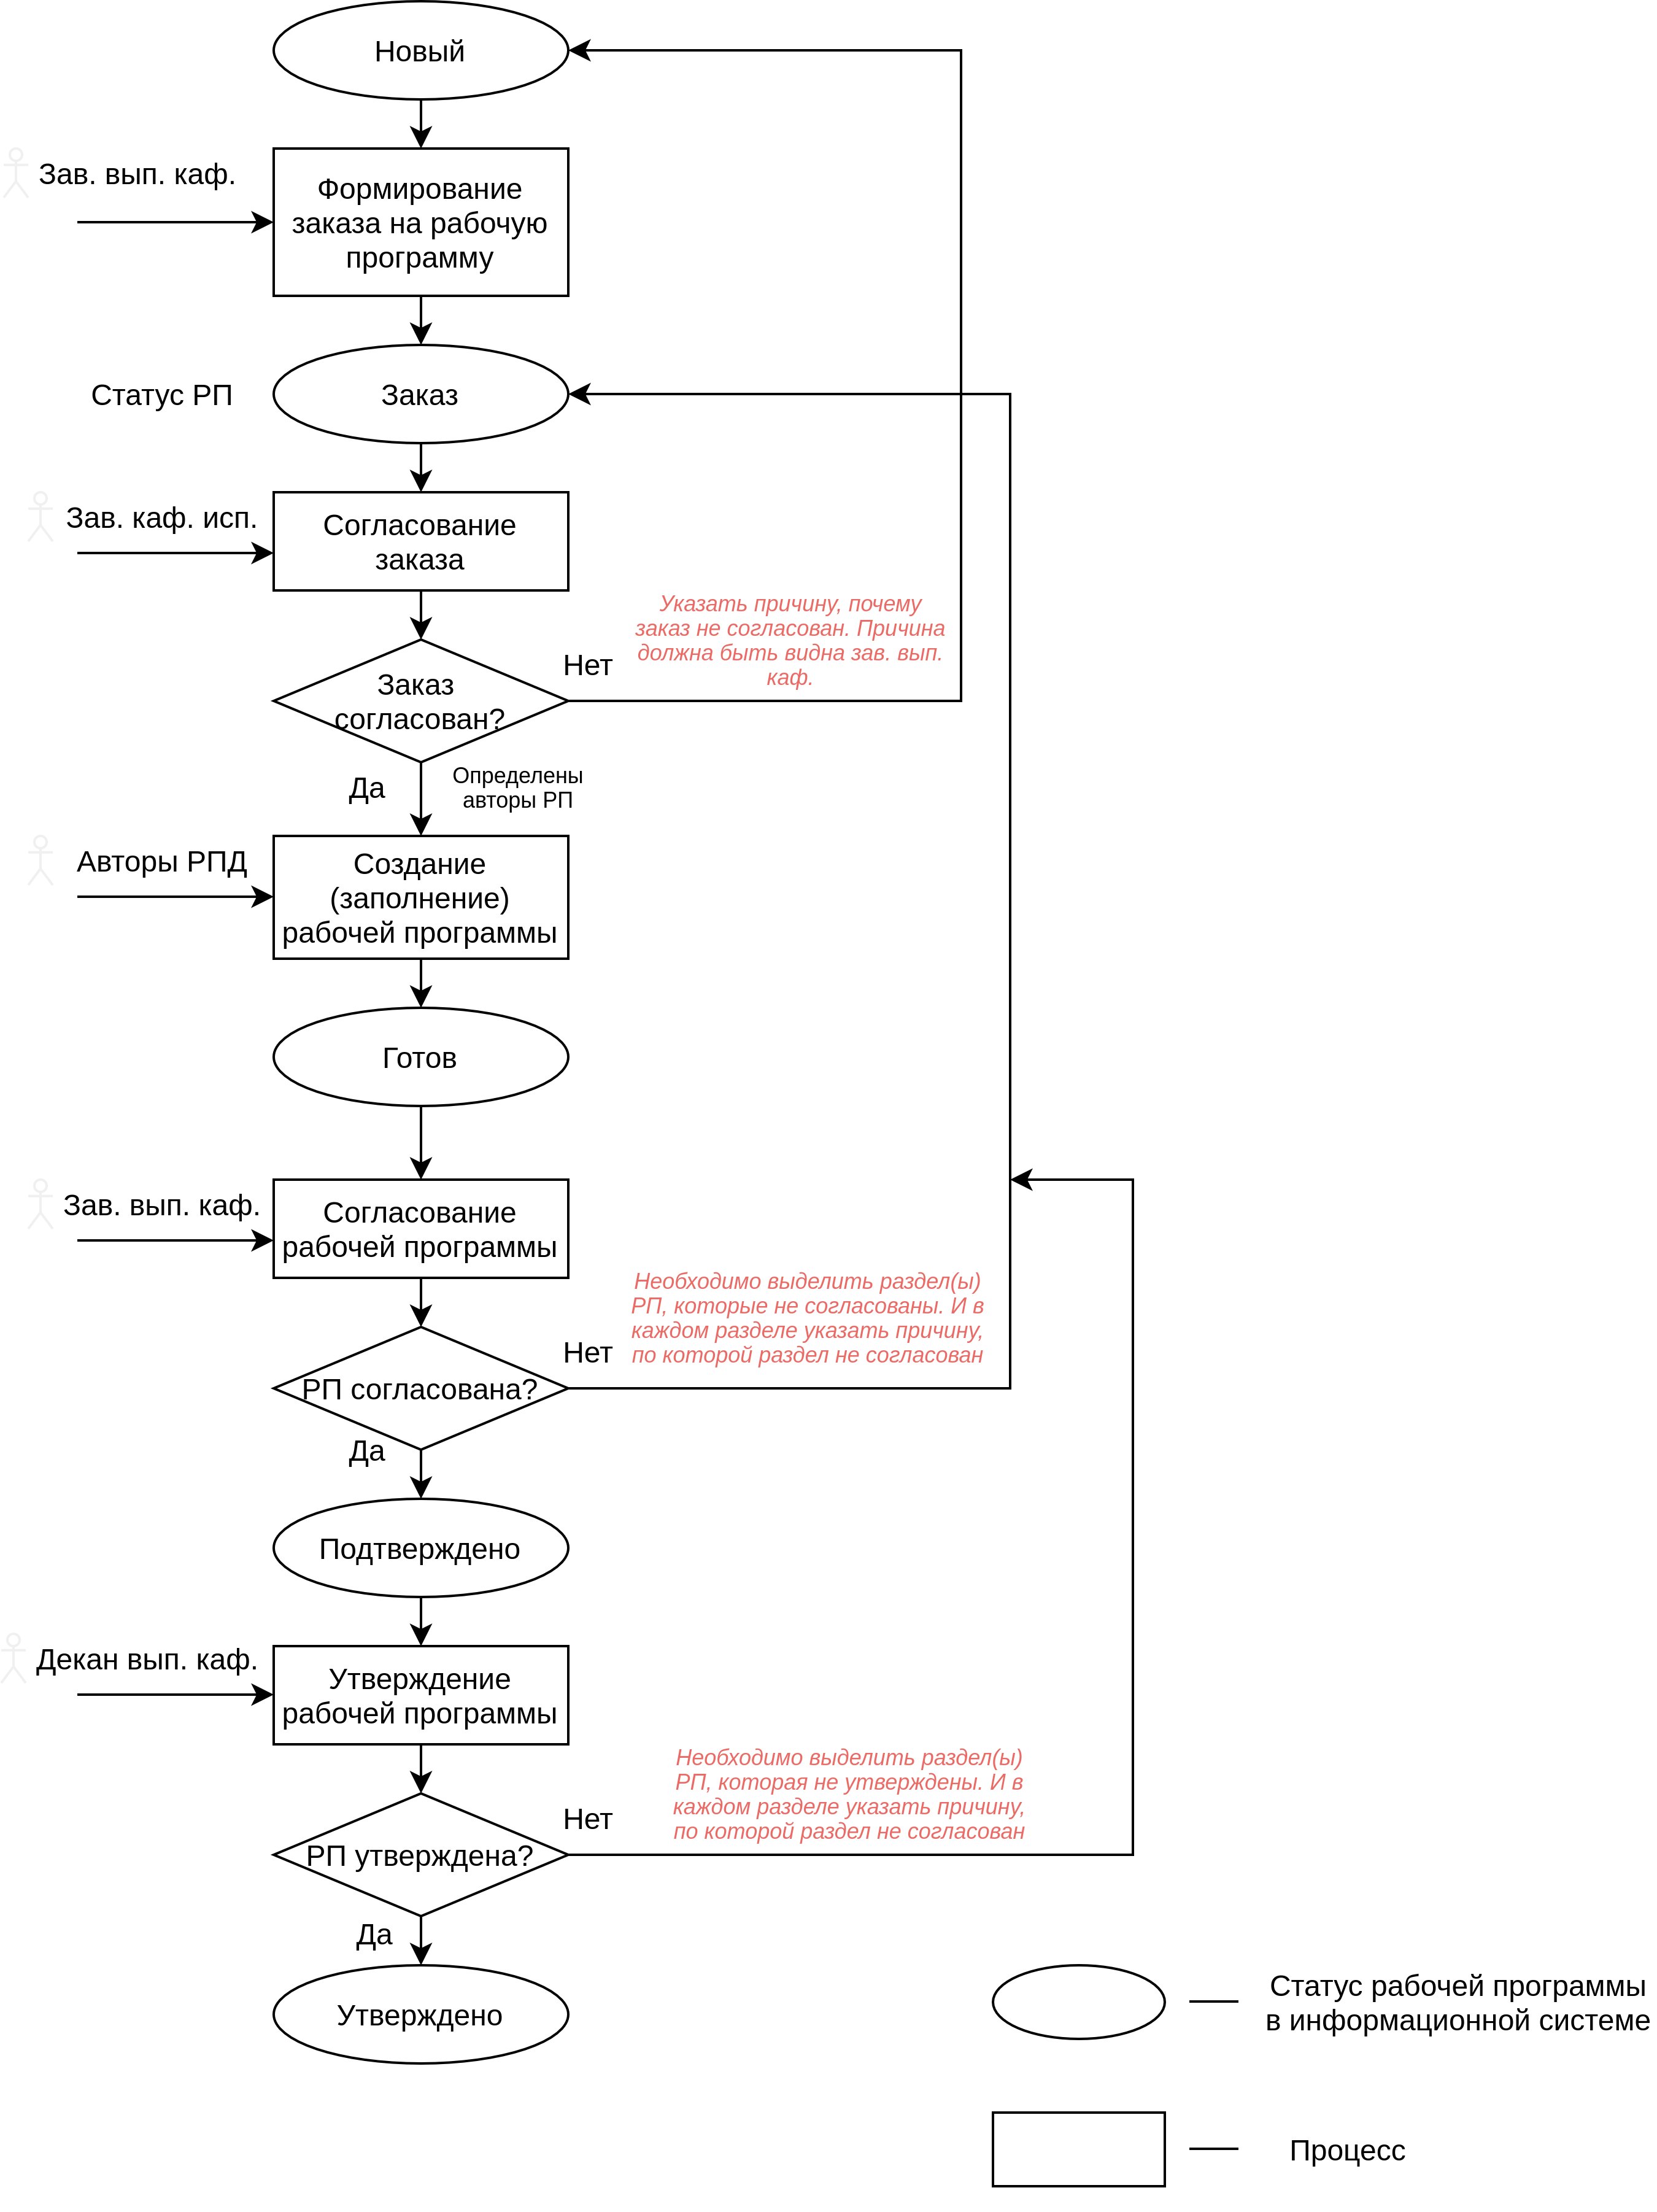 Новый
Зав. вып. каф.
Формирование
заказа на рабочую
программу
Статус РП
Заказ
Зав. каф. исп.
Согласование
заказа
Указать причину, почему
заказ не согласован. Причина
должна быть видна зав. вып.
каф.
Нет
Заказ
согласован?
Да
Определены
авторы РП
Авторы РПД
Создание
(заполнение)
рабочей программы
Готов
Зав. вып. каф.
Согласование
рабочей программы
Необходимо выделить раздел(ы)
РП, которые не согласованы. И в
каждом разделе указать причину,
по которой раздел не согласован
Нет
РП согласована?
Да
Подтверждено
Декан вып. каф.
Утверждение
рабочей программы
Необходимо выделить раздел(ы)
РП, которая не утверждены. И в
каждом разделе указать причину,
по которой раздел не согласован
Нет
РП утверждена?
Да
Утверждено
Статус рабочей программы
в информационной системе
Процесс